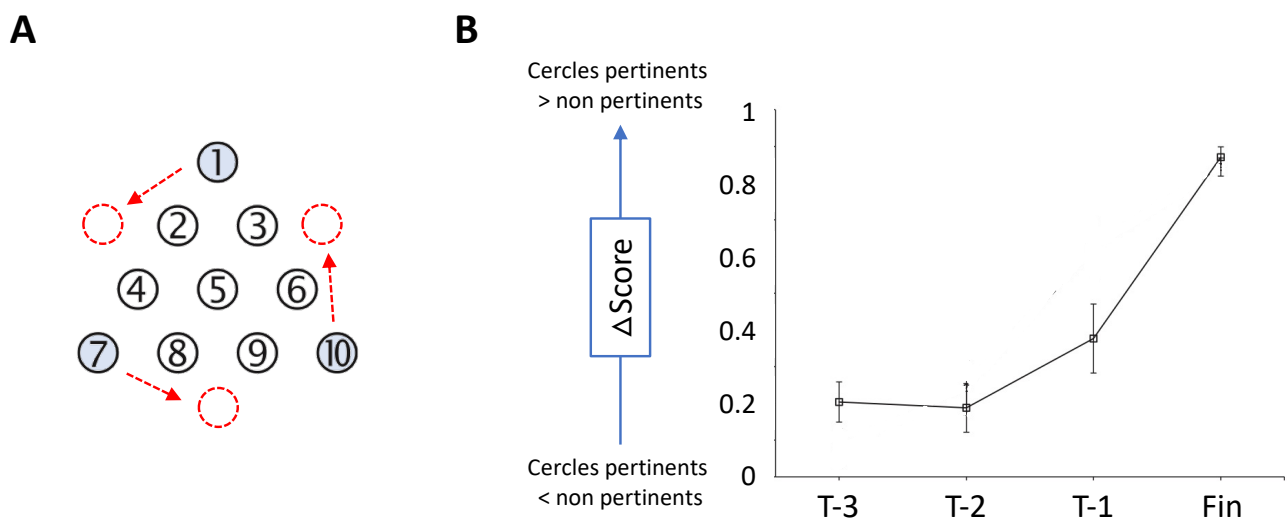 A
1
2 3
4 5 6
7 8 9 10
B
Cercles pertinents
> non pertinents
ΔScore
Cercles pertinents
< non pertinents
1
0.8
0.6
0.4
0.2
0
T-3 T-2 T-1 Fin